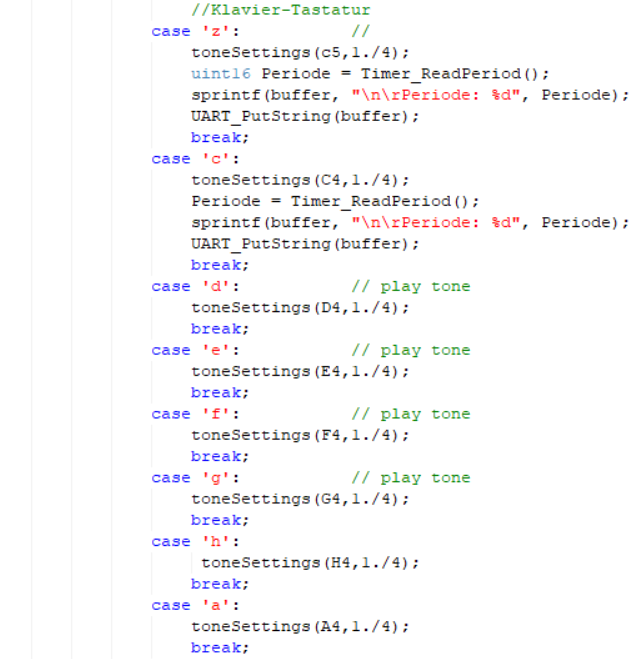 //Klavier-Tastatur
case 'z':           //
    toneSettings(c5,1./4);
    uint16 Periode = Timer_ReadPeriod();
    sprintf(buffer, "\n\rPeriode: %d", Periode);
    UART_PutString(buffer);
    break;
case 'c':
    toneSettings(C4,1./4);
    Periode = Timer_ReadPeriod();
    sprintf(buffer, "\n\rPeriode: %d", Periode);
    UART_PutString(buffer);
    break;
case 'd':           // play tone
    toneSettings(D4,1./4);
    break;
case 'e':           // play tone
    toneSettings(E4,1./4);
    break;
case 'f':           // play tone
    toneSettings(F4,1./4);
    break;
case 'g':           // play tone
    toneSettings(G4,1./4);
    break;
case 'h':
     toneSettings(H4,1./4);
    break;
case 'a':
    toneSettings(A4,1./4);
    break;